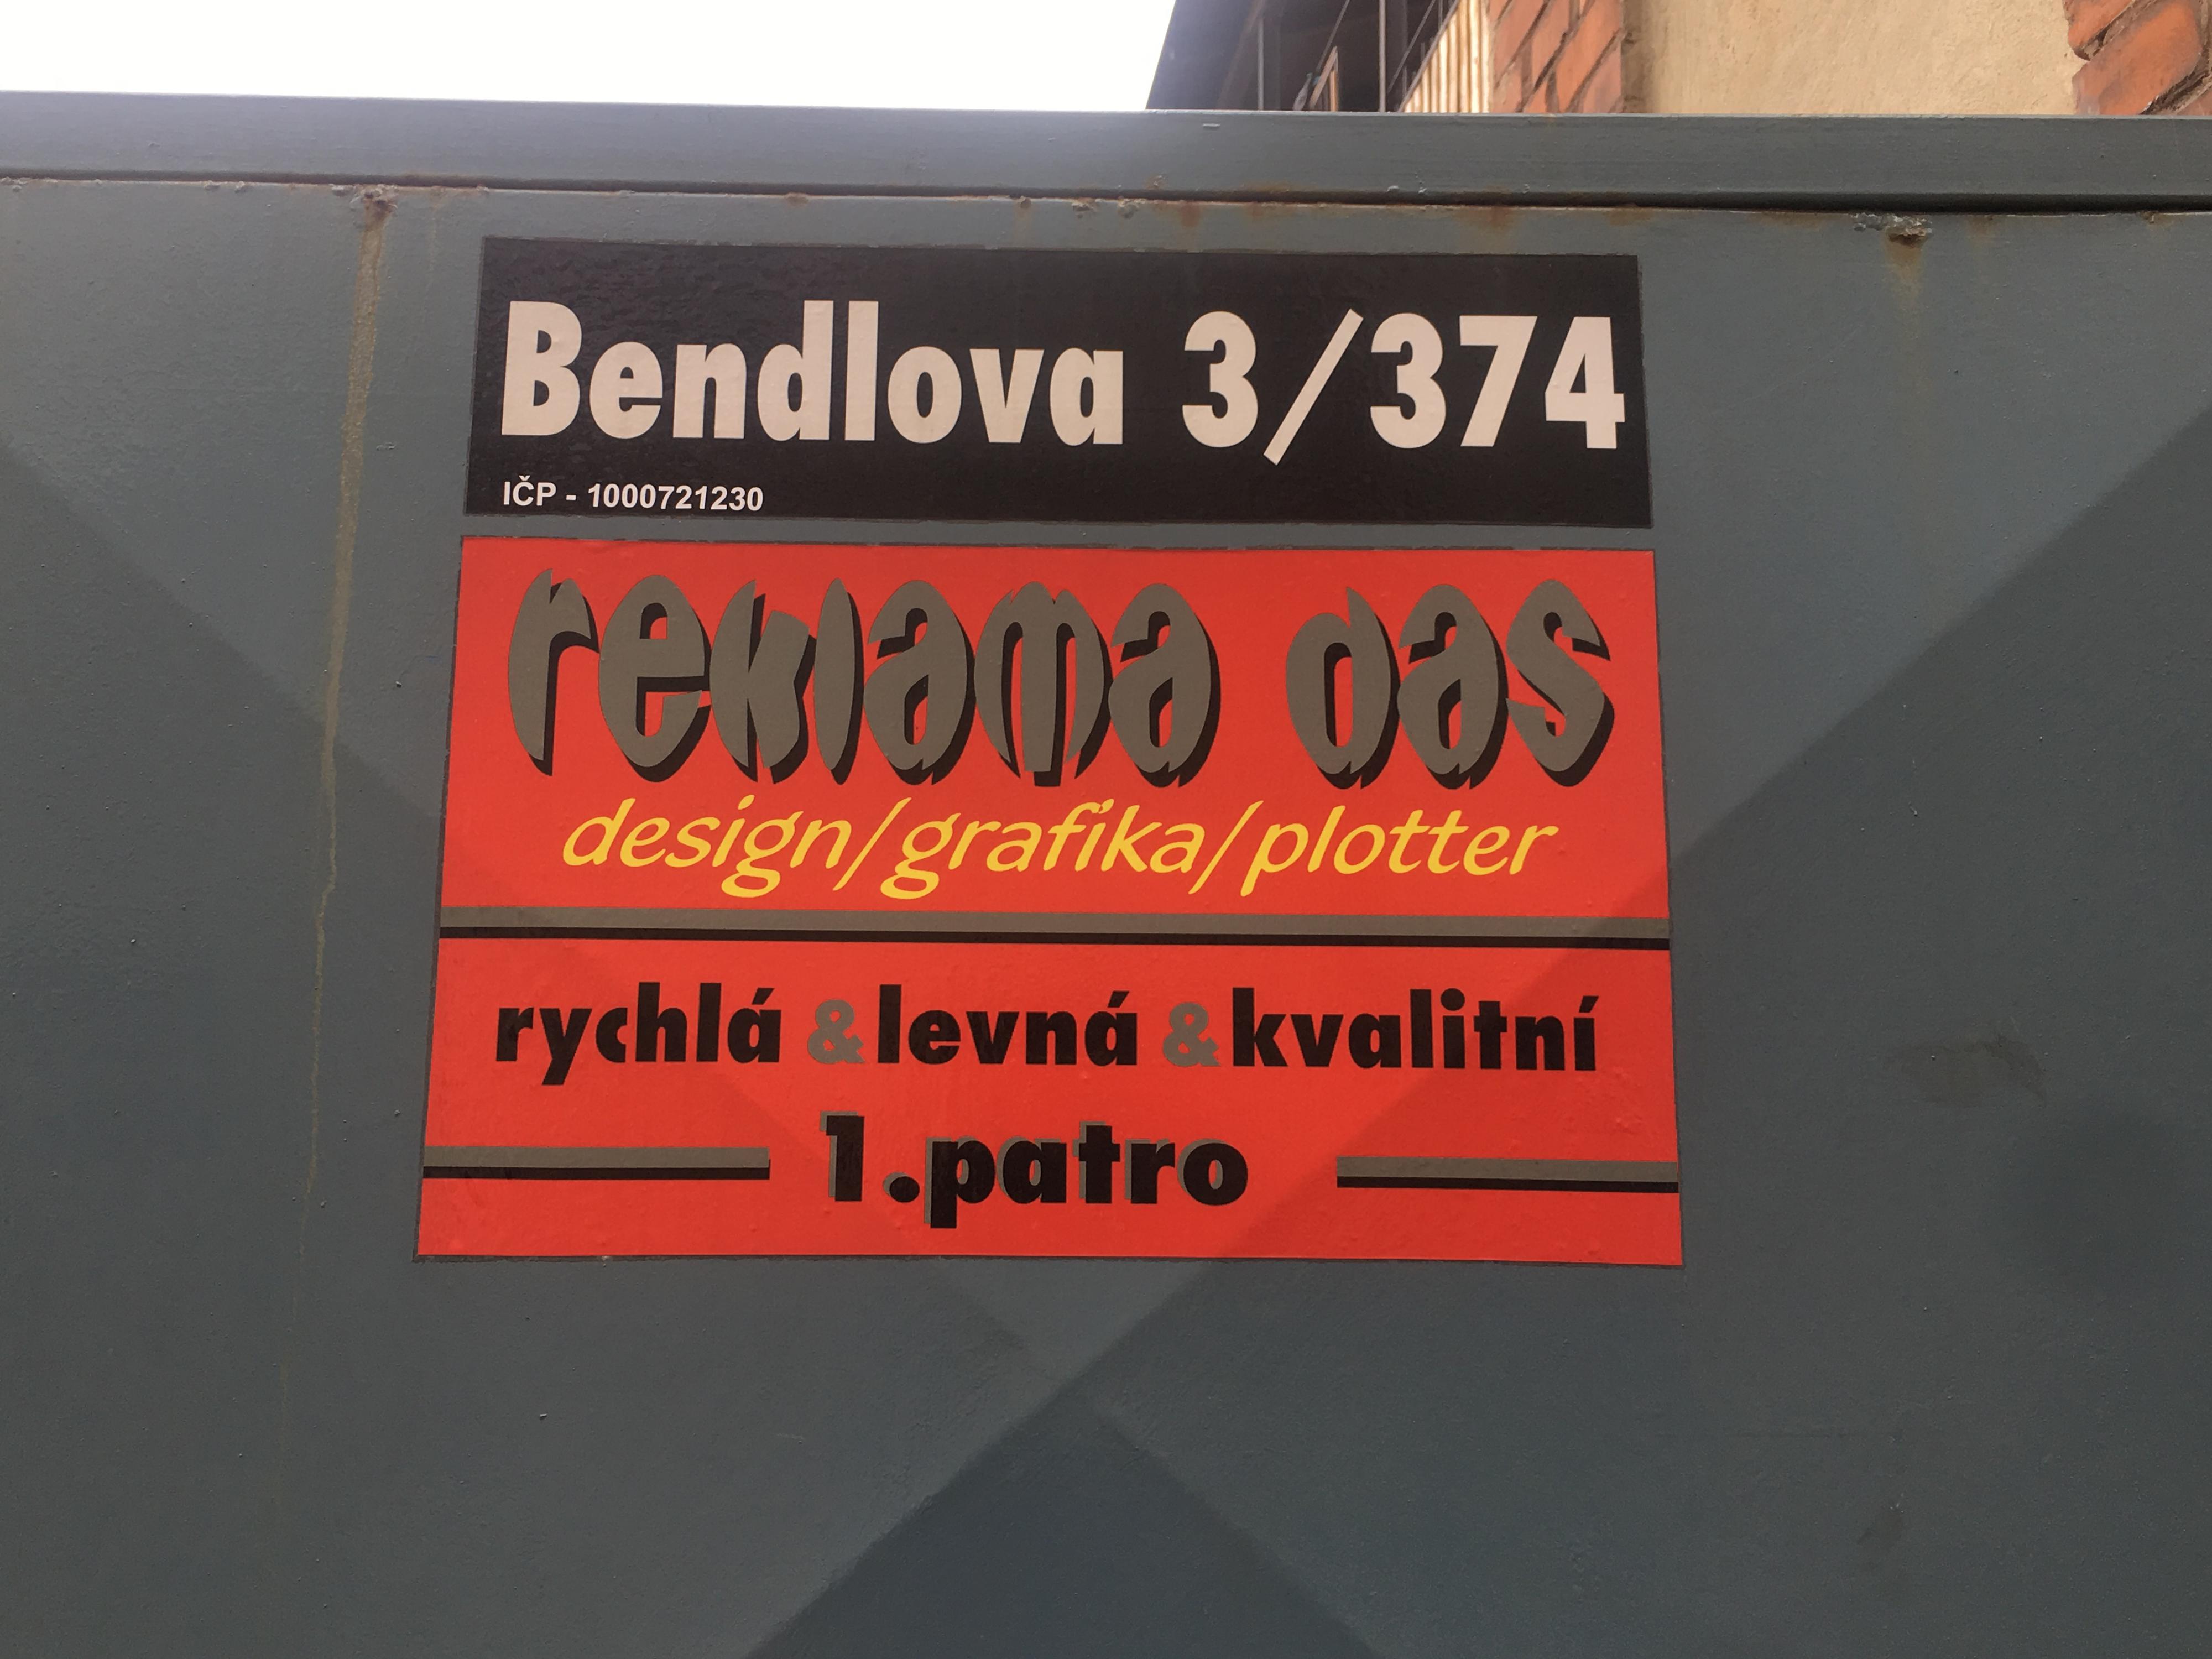 Bendlova 3/374
IČP - 1000721230
reklama das
design/grafika/plotter
rychlá & levná & kvalitní
1.patro